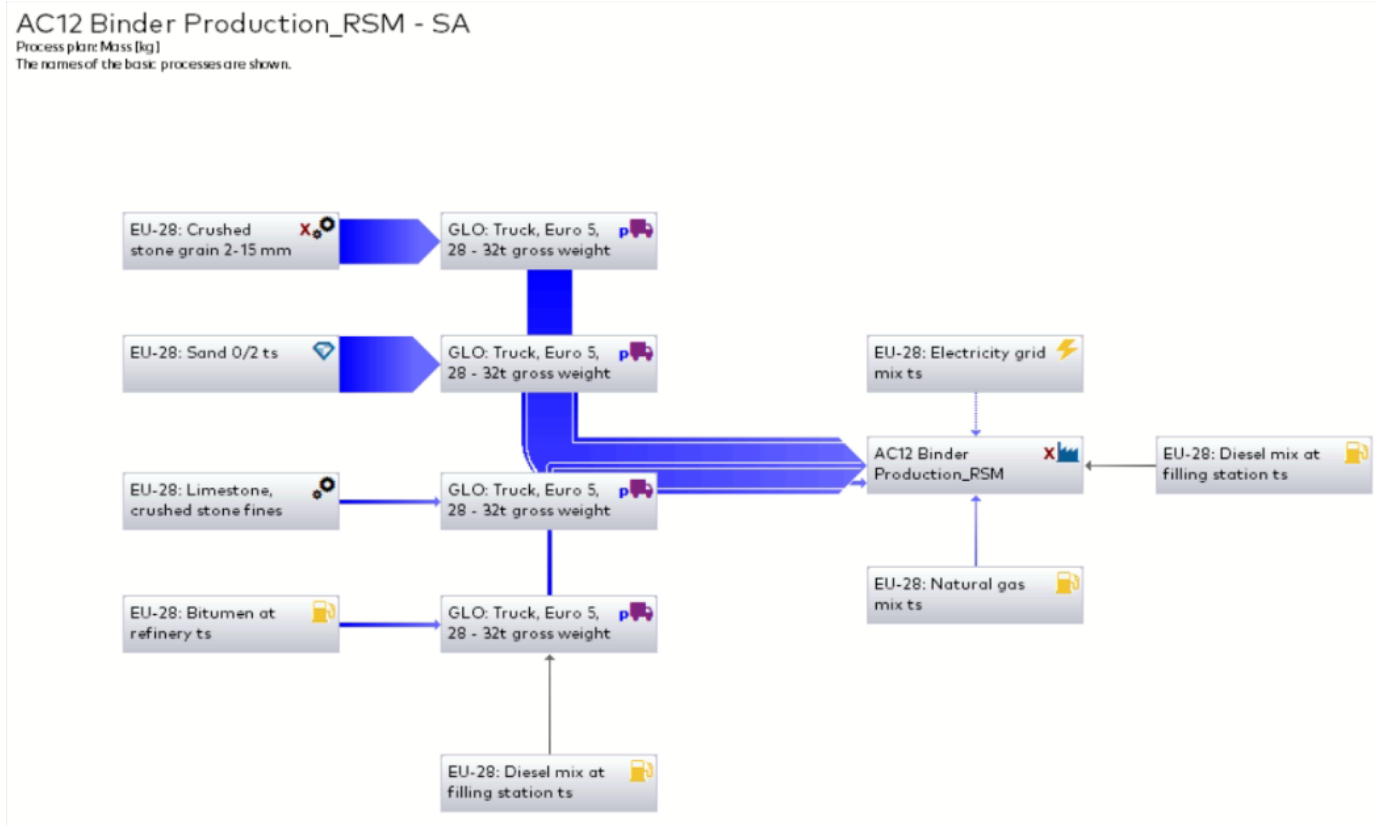 AC12 Binder Production_RSM - SA
Process plan: Mass [kg]
The names of the basic processes are shown.
EU-28: Crushed
stone grain 2-15 mm
X
GLO: Truck, Euro 5,
28 - 32t gross weight
p
EU-28: Sand 0/2 ts
GLO: Truck, Euro 5,
28 - 32t gross weight
p
EU-28: Electricity grid
mix ts
AC12 Binder
Production_RSM
X
EU-28: Diesel mix at
filling station ts
EU-28: Limestone,
crushed stone fines
GLO: Truck, Euro 5,
28 - 32t gross weight
p
EU-28: Natural gas
mix ts
EU-28: Bitumen at
refinery ts
GLO: Truck, Euro 5,
28 - 32t gross weight
p
EU-28: Diesel mix at
filling station ts